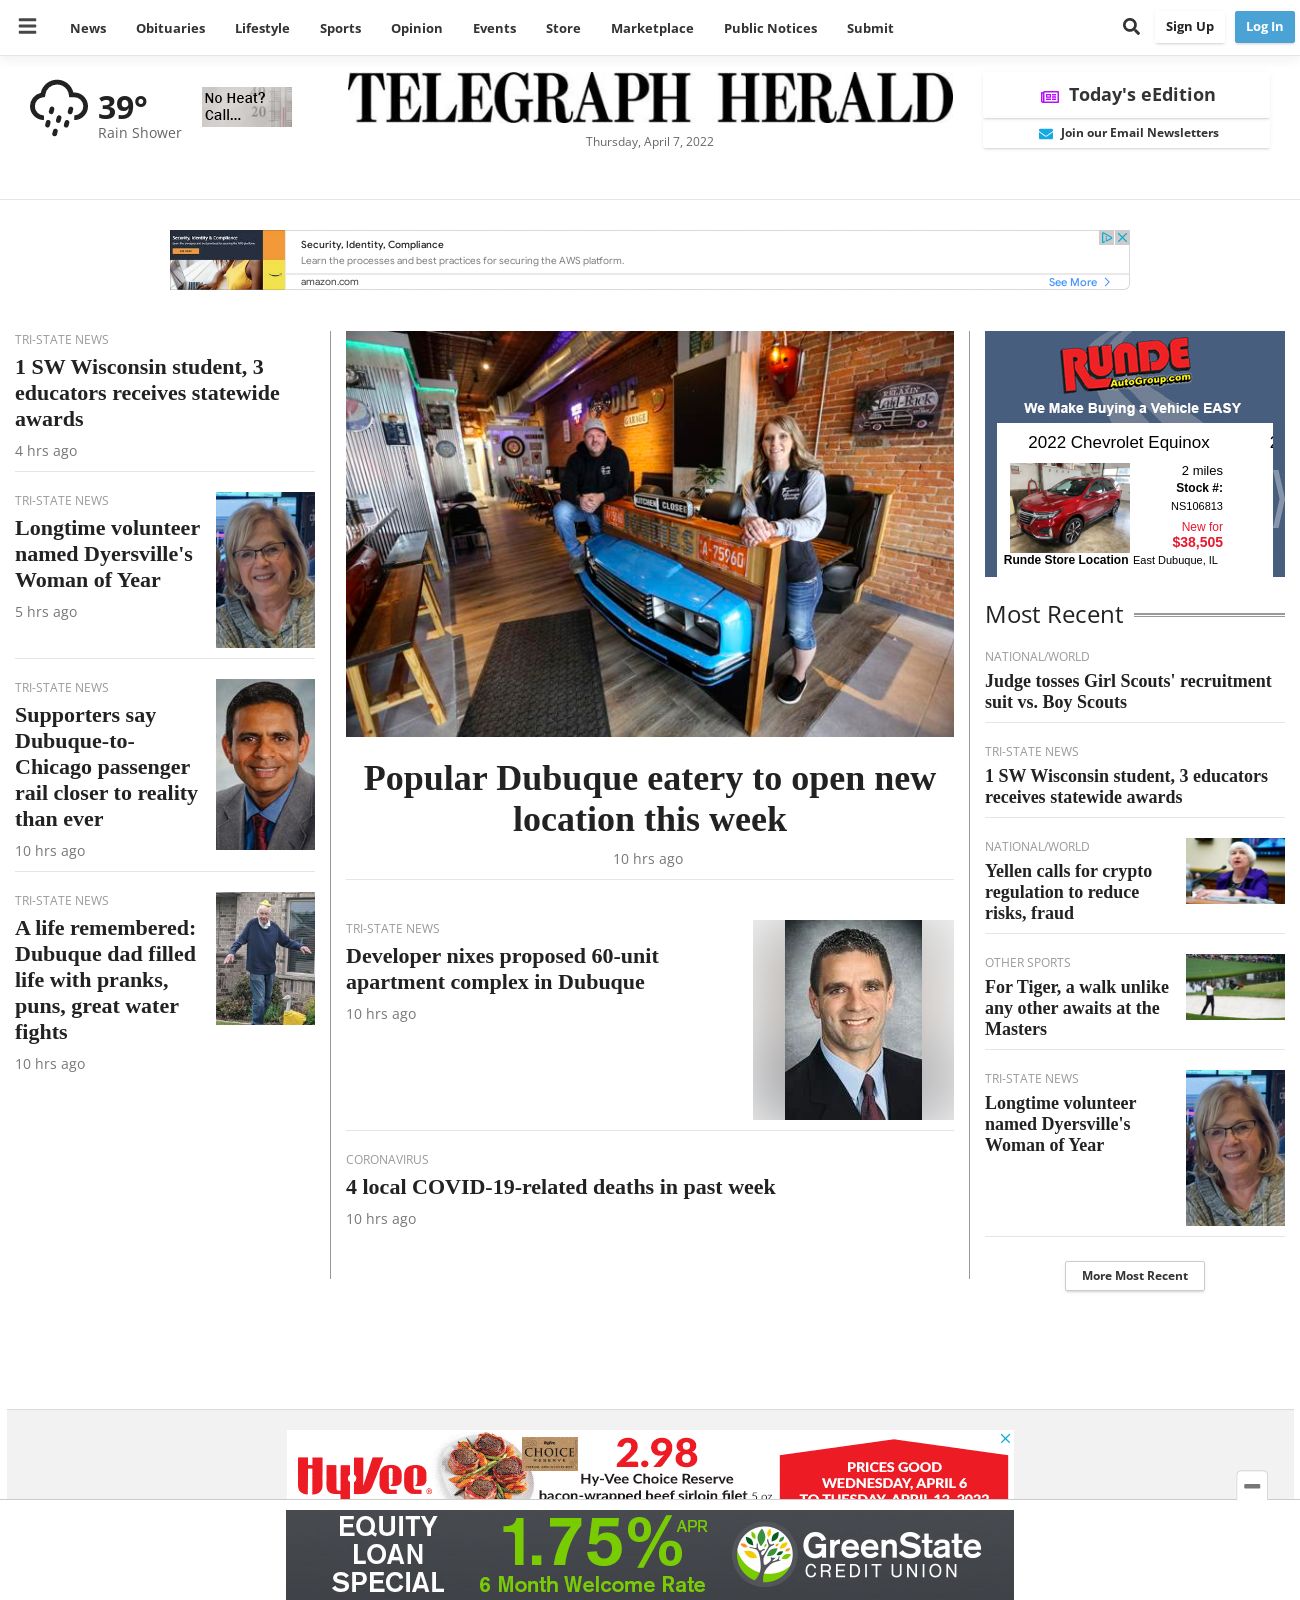 News Obituaries Lifestyle Sports Opinion Events Store Marketplace Public Notices Submit
Sign Up Log In
39°
Rain Shower
No Heat?
Call...
TELEGRAPH HERALD
Thursday, April 7, 2022
Today's eEdition
Join our Email Newsletters
Security, Identity, Compliance
Learn the processes and best practices for securing the AWS platform.
amazon.com
See More
TRI-STATE NEWS
1 SW Wisconsin student, 3
educators receives statewide
awards
4 hrs ago
TRI-STATE NEWS
Longtime volunteer
named Dyersville's
Woman of Year
5 hrs ago
TRI-STATE NEWS
Supporters say
Dubuque-to-
Chicago passenger
rail closer to reality
than ever
10 hrs ago
TRI-STATE NEWS
A life remembered:
Dubuque dad filled
life with pranks,
puns, great water
fights
10 hrs ago
KITCHEN CLOSED
A-75960
Laid-Back
GARAGE
Popular Dubuque eatery to open new
location this week
10 hrs ago
TRI-STATE NEWS
Developer nixes proposed 60-unit
apartment complex in Dubuque
10 hrs ago
CORONAVIRUS
4 local COVID-19-related deaths in past week
10 hrs ago
RUNDE
AutoGroup.com
We Make Buying a Vehicle EASY
2022 Chevrolet Equinox
2 miles
Stock #:
NS106813
New for
$38,505
Runde Store Location East Dubuque, IL
Most Recent
NATIONAL/WORLD
Judge tosses Girl Scouts' recruitment
suit vs. Boy Scouts
TRI-STATE NEWS
1 SW Wisconsin student, 3 educators
receives statewide awards
NATIONAL/WORLD
Yellen calls for crypto
regulation to reduce
risks, fraud
OTHER SPORTS
For Tiger, a walk unlike
any other awaits at the
Masters
TRI-STATE NEWS
Longtime volunteer
named Dyersville's
Woman of Year
More Most Recent
HyVee
CHOICE
RESERVE
2.98
Hy-Vee Choice Reserve
bacon-wrapped beef sirloin filet 5 oz
PRICES GOOD
WEDNESDAY, APRIL 6
TO TUESDAY, APRIL 12, 2022
EQUITY
LOAN
SPECIAL
1.75% APR
6 Month Welcome Rate
GreenState
CREDIT UNION